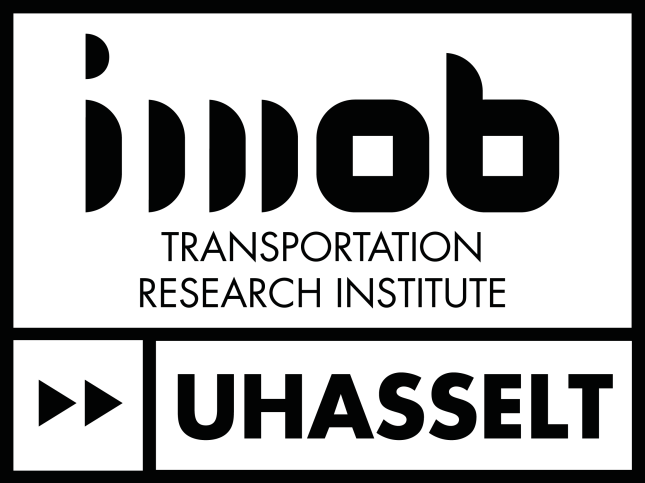 imob
TRANSPORTATION
RESEARCH INSTITUTE
UHASSELT